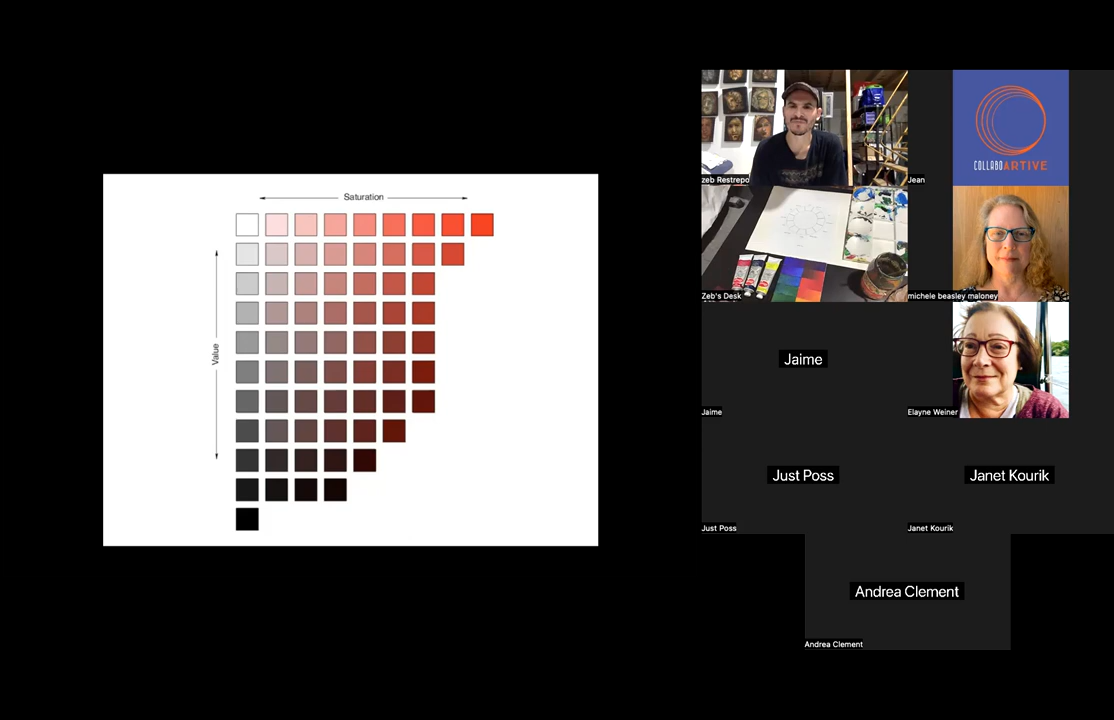 Saturation
Value
zeb Restrepo
Jean
COLLABOARTIVE
Zeb's Desk
michele beasley maloney
Jaime
Jaime
Elayne Weiner
Just Poss
Janet Kourik
Just Poss
Janet Kourik
Andrea Clement
Andrea Clement